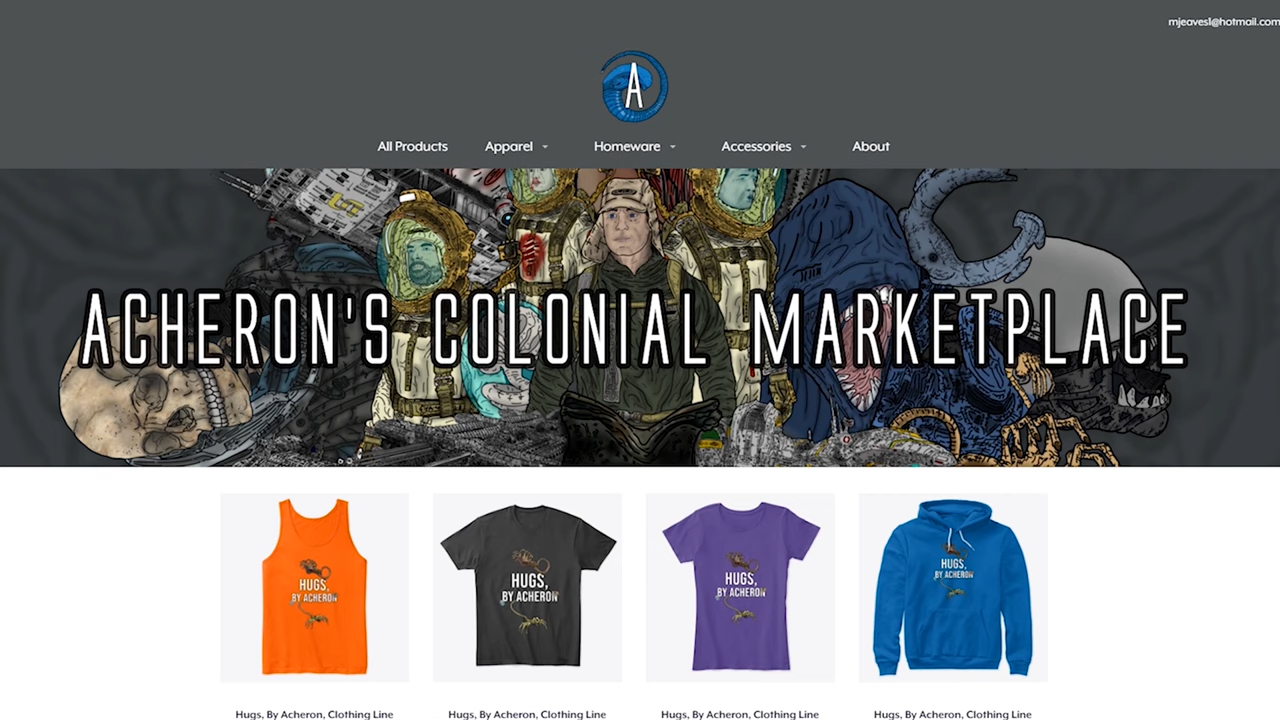 mjeaves1@hotmail.com
A
All Products Apparel Homeware Accessories About
ACHERON'S COLONIAL MARKETPLACE
HUGS,
BY ACHERON
HUGS,
BY ACHERON
HUGS,
BY ACHERON
HUGS,
BY ACHERON
Hugs, By Acheron, Clothing Line
Hugs, By Acheron, Clothing Line
Hugs, By Acheron, Clothing Line
Hugs, By Acheron, Clothing Line